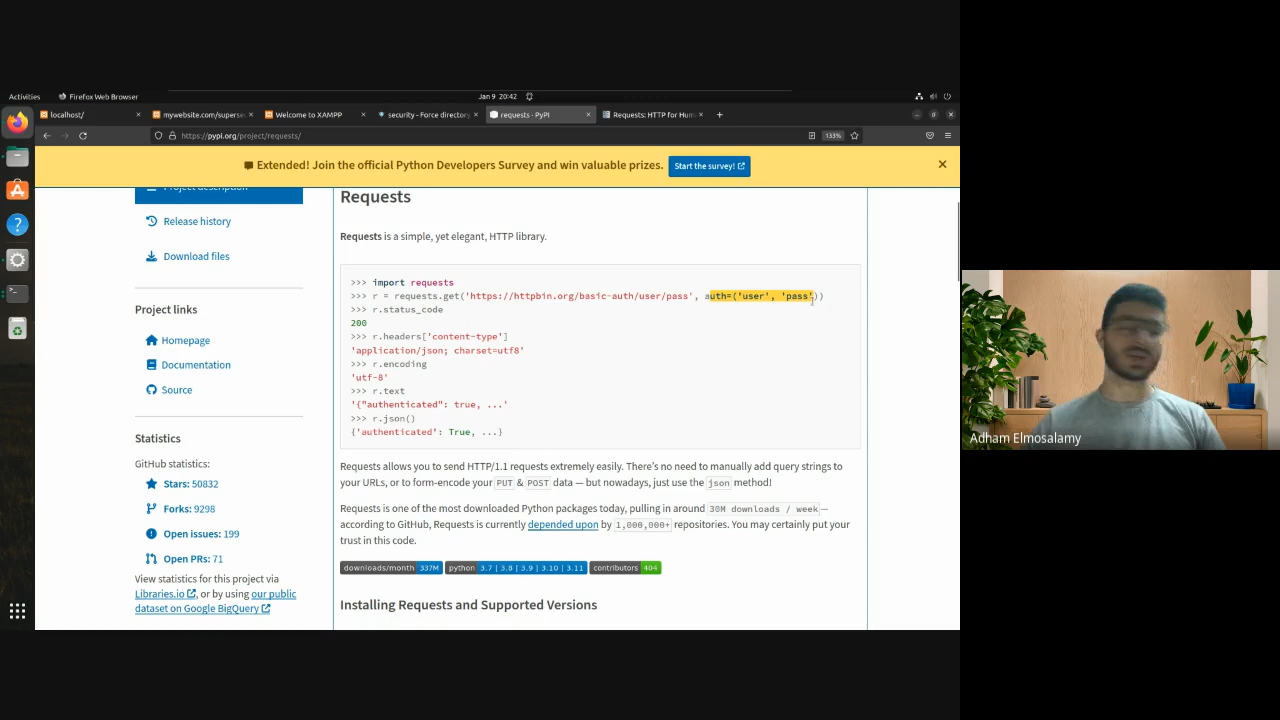 Activities
Firefox Web Browser
Jan 9 20:42
localhost/
mywebsite.com/superse
Welcome to XAMPP
security - Force directory
requests · PyPI
Requests: HTTP for Hum
https://pypi.org/project/requests/
133%
Extended! Join the official Python Developers Survey and win valuable prizes.
Start the survey!
Project description
Release history
Download files
Project links
Homepage
Documentation
Source
Statistics
GitHub statistics:
Stars: 50832
Forks: 9298
Open issues: 199
Open PRs: 71
View statistics for this project via
Libraries.io, or by using our public
dataset on Google BigQuery
Requests
Requests is a simple, yet elegant, HTTP library.
>>> import requests
>>> r = requests.get('https://httpbin.org/basic-auth/user/pass', auth=('user', 'pass'))
>>> r.status_code
200
>>> r.headers['content-type']
'application/json; charset=utf8'
>>> r.encoding
'utf-8'
>>> r.text
'{"authenticated": true, ...'
>>> r.json()
{'authenticated': True, ...}
Requests allows you to send HTTP/1.1 requests extremely easily. There's no need to manually add query strings to
your URLs, or to form-encode your PUT & POST data — but nowadays, just use the json method!
Requests is one of the most downloaded Python packages today, pulling in around 30M downloads / week—
according to GitHub, Requests is currently depended upon by 1,000,000+ repositories. You may certainly put your
trust in this code.
downloads/month 337M python 3.7 | 3.8 | 3.9 | 3.10 | 3.11 contributors 404
Installing Requests and Supported Versions
Adham Elmosalamy